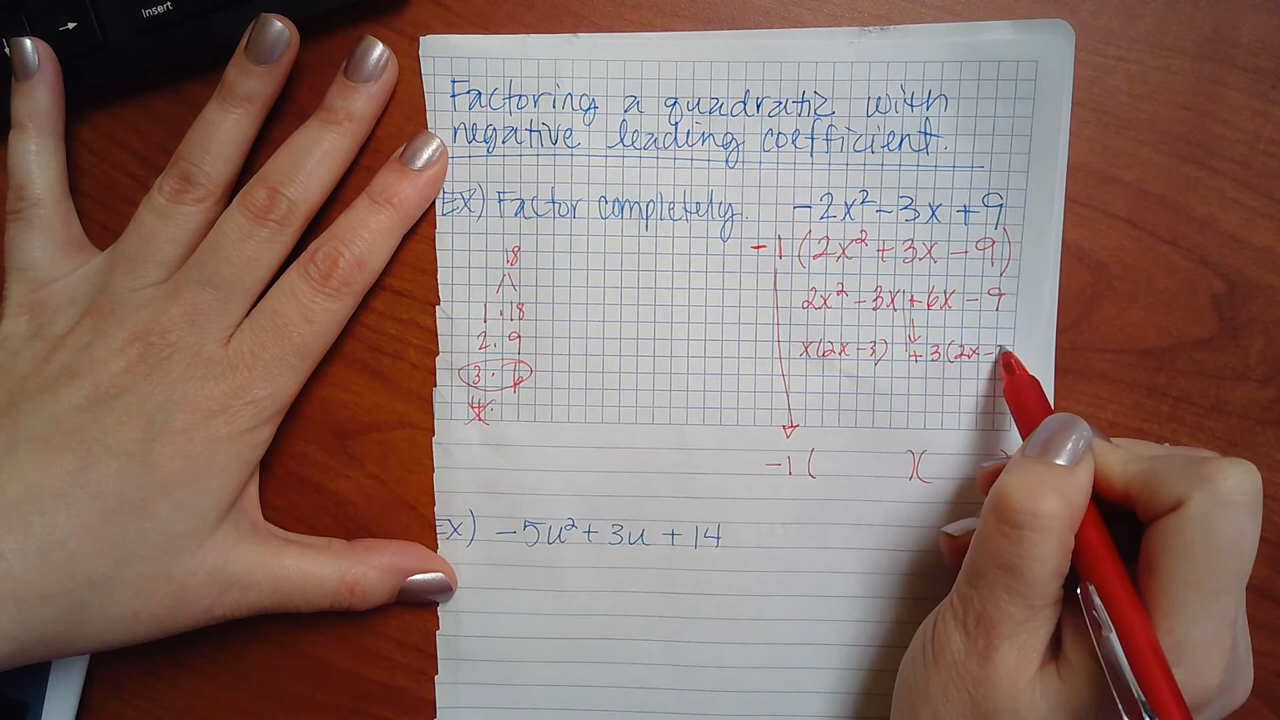 Insert
Factoring a quadratic with
negative leading coefficient.
EX) Factor completely. -2x² - 3x + 9
-1(2x² + 3x - 9)
18
2x² - 3x + 6x - 9
1·18
2·9
x(2x-3) + 3(2x-
3·6
4·
-1( )(
EX) -5u² + 3u + 14